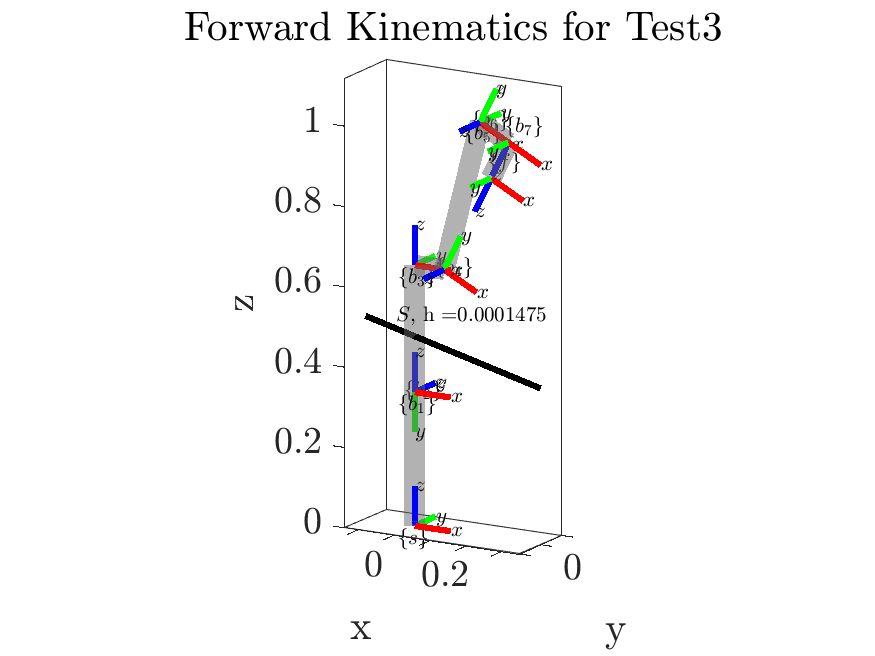 Forward Kinematics for Test3
1
0.8
0.6
0.4
0.2
0
z
y
y
{b5}
{b7}
x
y
x
y
x
z
z
y
{b3}
x
S, h =0.0001475
z
x
{b1}
y
z
y
x
{s}
0
0.2
0
x
y